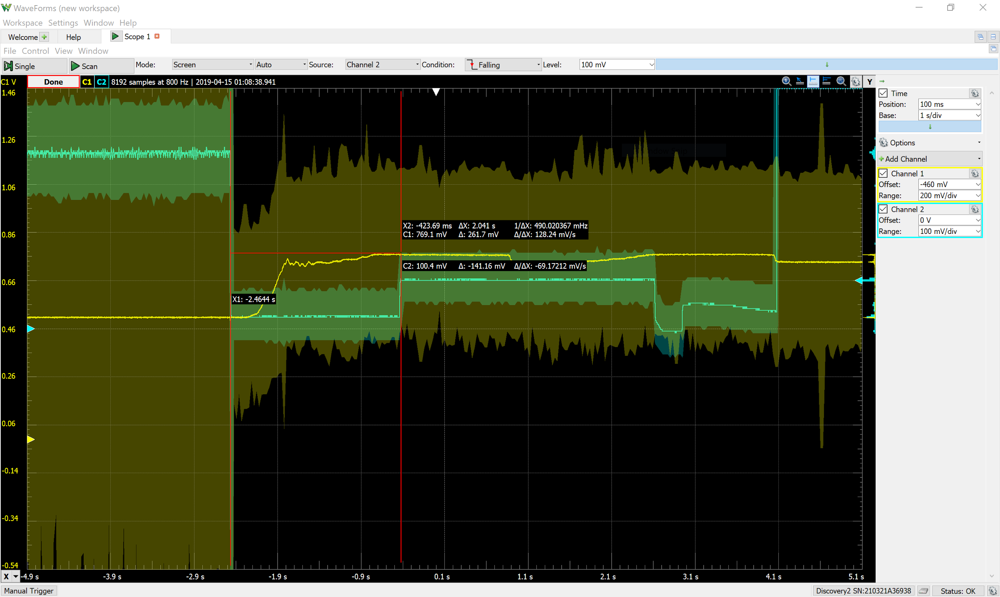 WaveForms (new workspace)
Workspace Settings Window Help
Welcome Help Scope 1
File Control View Window
Single Scan Mode: Screen Auto Source: Channel 2 Condition: Falling Level: 100 mV
C1 V Done C1 C2 8192 samples at 800 Hz | 2019-04-15 01:08:38.941 Y
Time
Position: 100 ms
Base: 1 s/div
Options
Add Channel
Channel 1
Offset: -460 mV
Range: 200 mV/div
Channel 2
Offset: 0 V
Range: 100 mV/div
1.46
1.26
1.06
0.86
0.66
0.46
0.26
0.06
-0.14
-0.34
-0.54
X2: -423.69 ms ΔX: 2.041 s 1/ΔX: 490.020367 mHz
C1: 769.1 mV Δ: 261.7 mV Δ/ΔX: 128.24 mV/s
C2: 100.4 mV Δ: -141.16 mV Δ/ΔX: -69.17212 mV/s
X1: -2.4644 s
X -4.9 s -3.9 s -2.9 s -1.9 s -0.9 s 0.1 s 1.1 s 2.1 s 3.1 s 4.1 s 5.1 s
Manual Trigger Discovery2 SN:210321A36938 Status: OK